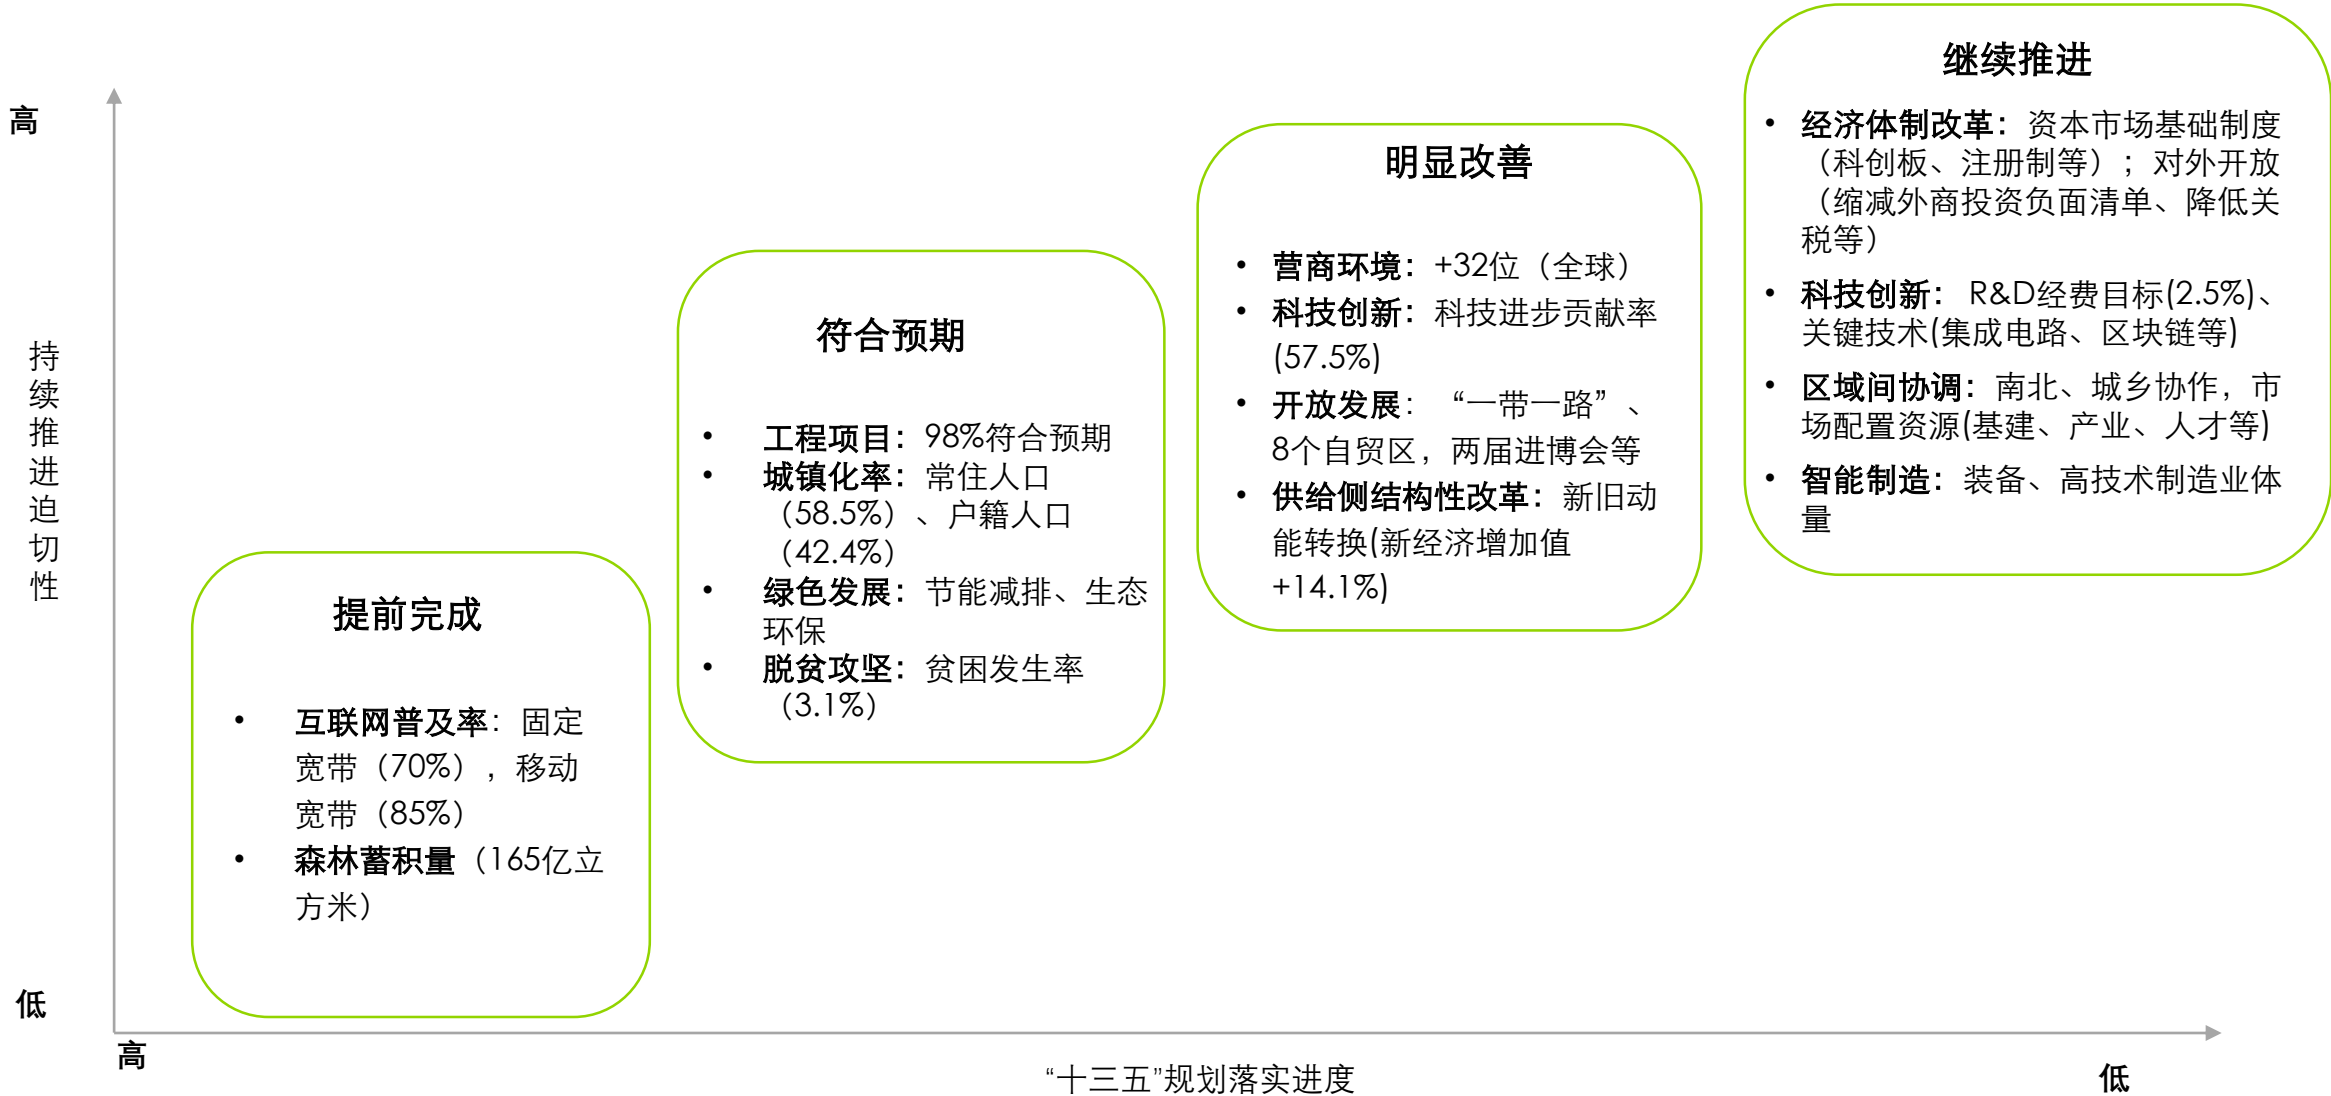 高
持
续
推
进
迫
切
性
低
高
“十三五”规划落实进度
低
提前完成
• 互联网普及率：固定
宽带（70%），移动
宽带（85%）
• 森林蓄积量（165亿立
方米）
符合预期
• 工程项目：98%符合预期
• 城镇化率：常住人口
（58.5%）、户籍人口
（42.4%）
• 绿色发展：节能减排、生态
环保
• 脱贫攻坚：贫困发生率
（3.1%）
明显改善
• 营商环境：+32位（全球）
• 科技创新：科技进步贡献率
(57.5%)
• 开放发展： “一带一路”、
8个自贸区，两届进博会等
• 供给侧结构性改革：新旧动
能转换(新经济增加值
+14.1%)
继续推进
• 经济体制改革：资本市场基础制度
（科创板、注册制等）；对外开放
（缩减外商投资负面清单、降低关
税等）
• 科技创新： R&D经费目标(2.5%)、
关键技术(集成电路、区块链等)
• 区域间协调：南北、城乡协作，市
场配置资源(基建、产业、人才等)
• 智能制造：装备、高技术制造业体
量